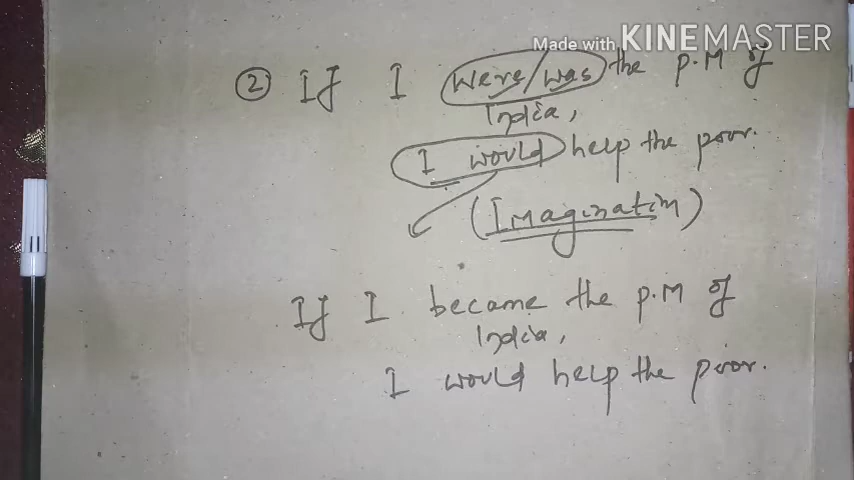 Made with KINEMASTER
② If I were/was the P.M of
India,
I would help the poor.
(Imagination)
If I became the P.M of
India,
I would help the poor.